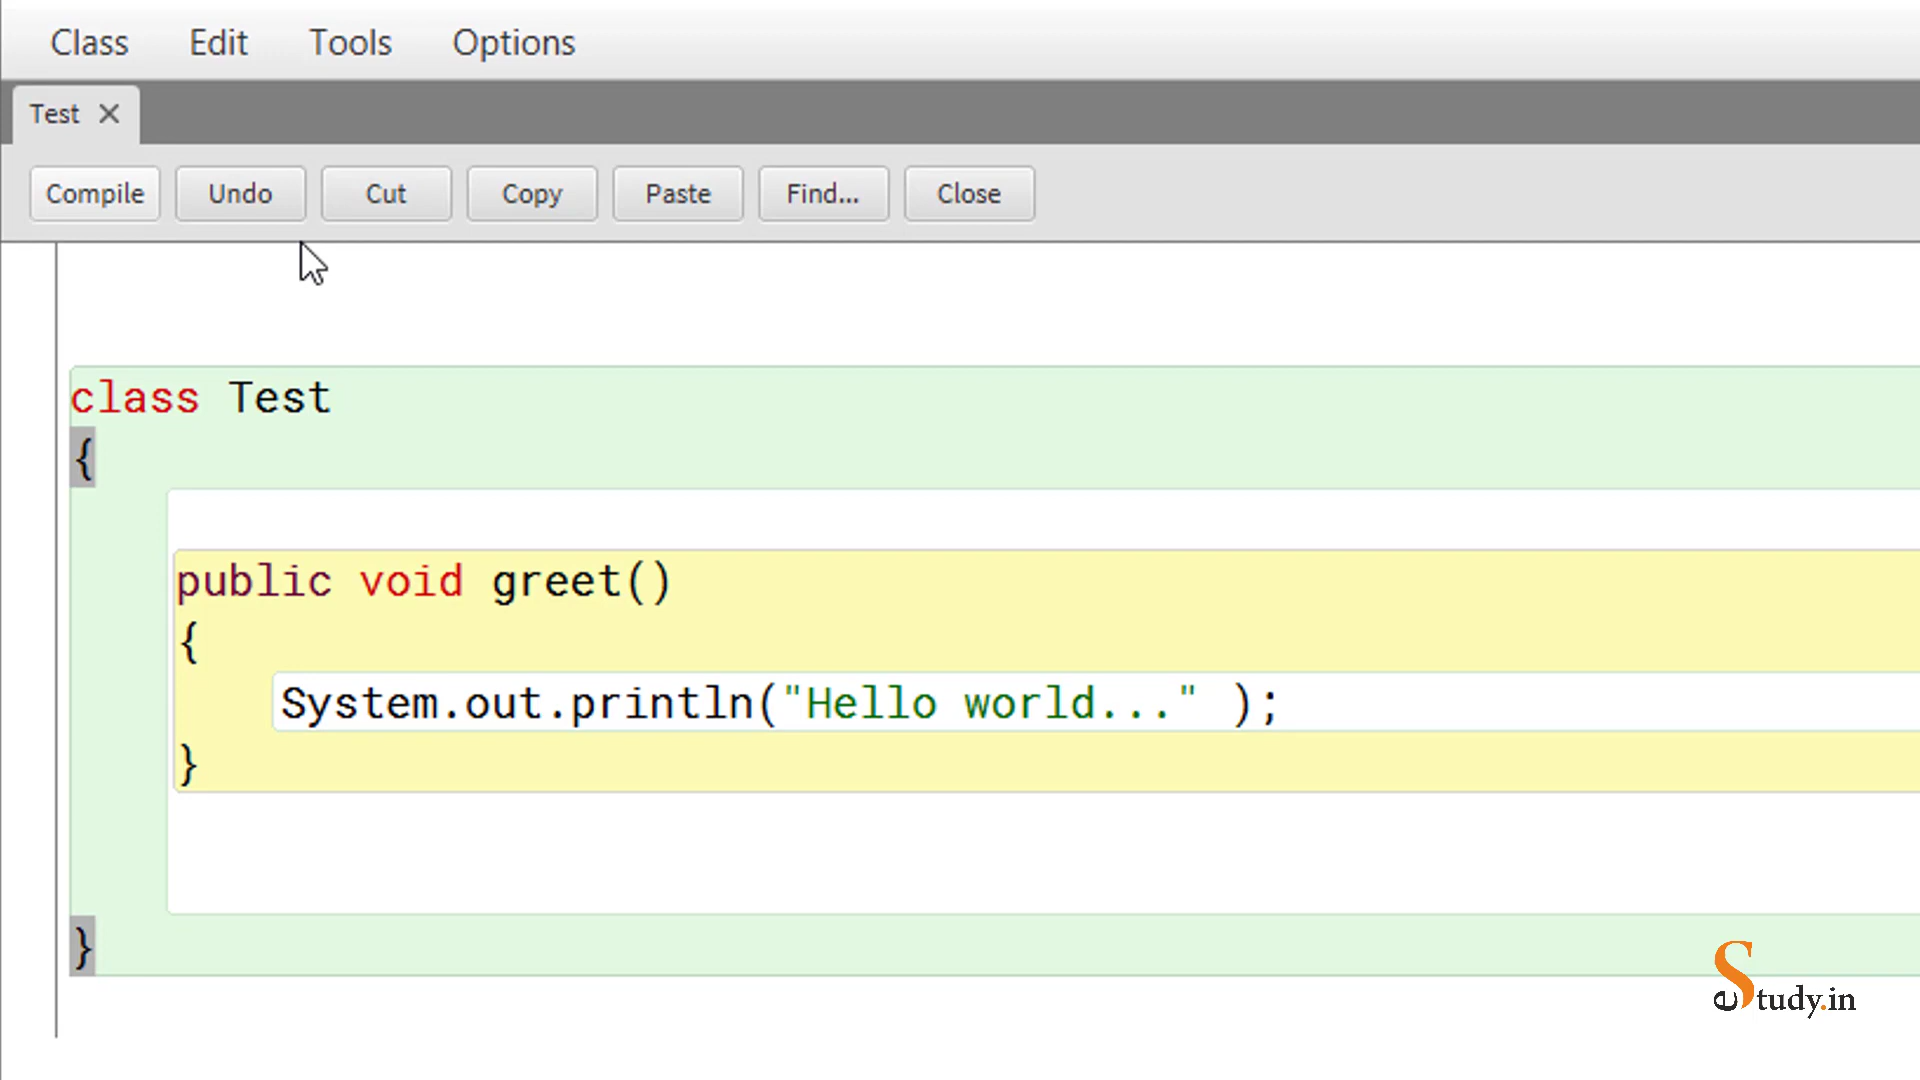 Class Edit Tools Options
Test
Compile Undo Cut Copy Paste Find... Close
class Test
{
public void greet()
{
System.out.println("Hello world..." );
}
}
eStudy.in